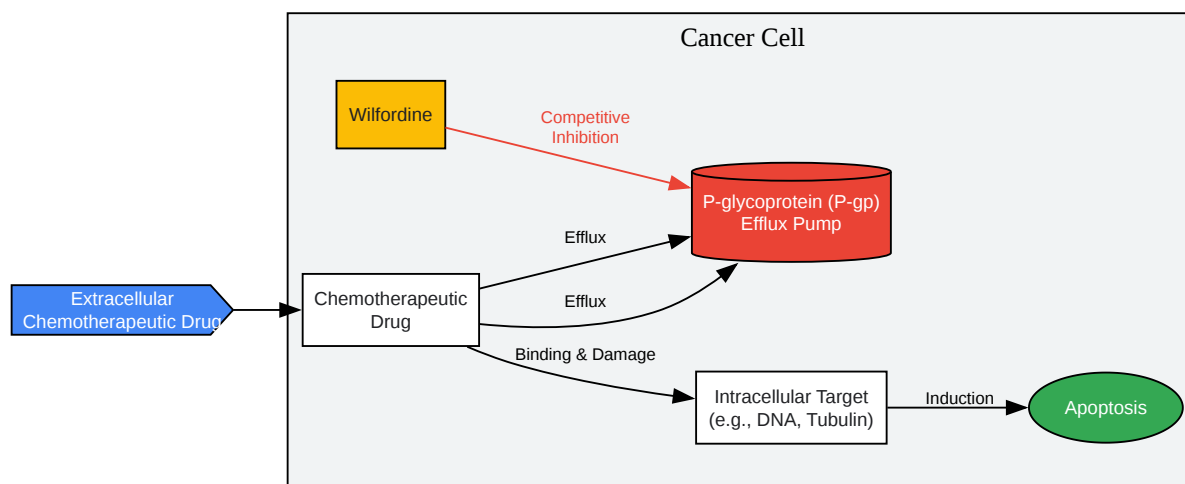 Cancer Cell
Wilfordine
Competitive
Inhibition
P-glycoprotein (P-gp)
Efflux Pump
Efflux
Extracellular
Chemotherapeutic Drug
Chemotherapeutic
Drug
Efflux
Binding & Damage
Intracellular Target
(e.g., DNA, Tubulin)
Induction
Apoptosis